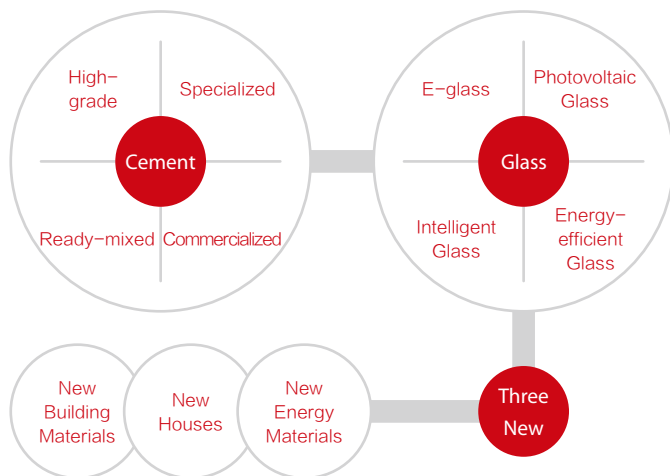 High-
grade
Specialized
Cement
Ready-mixed
Commercialized
E-glass
Photovoltaic
Glass
Glass
Intelligent
Glass
Energy-
efficient
Glass
New
Building
Materials
New
Houses
New
Energy
Materials
Three
New